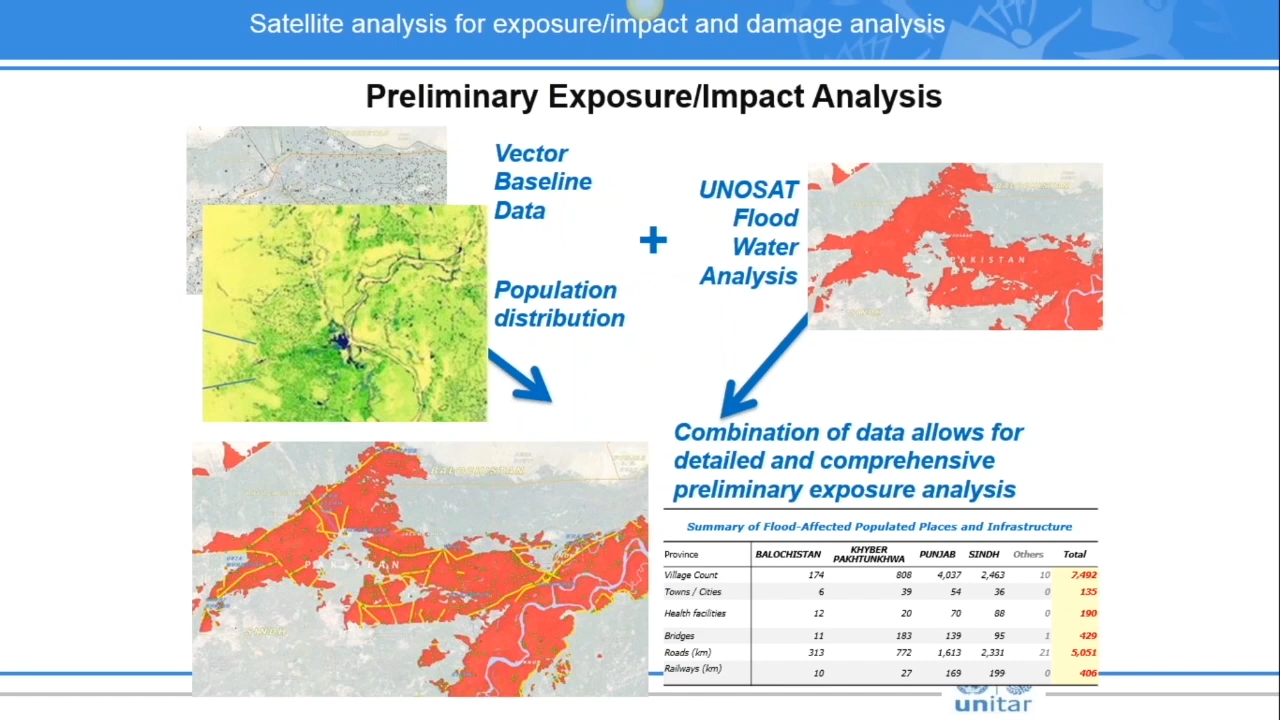 Satellite analysis for exposure/impact and damage analysis
Preliminary Exposure/Impact Analysis
Vector
Baseline
Data
Population
distribution
+
UNOSAT
Flood
Water
Analysis
PAKISTAN
Combination of data allows for
detailed and comprehensive
preliminary exposure analysis
BALOCHISTAN
PAKISTAN
SINDH
Summary of Flood-Affected Populated Places and Infrastructure
Province BALOCHISTAN KHYBER PAKHTUNKHWA PUNJAB SINDH Others Total
Village Count 174 808 4,037 2,463 10 7,492
Towns / Cities 6 39 54 36 0 135
Health facilities 12 20 70 88 0 190
Bridges 11 183 139 95 1 429
Roads (km) 313 772 1,613 2,331 21 5,051
Railways (km) 10 27 169 199 0 406
unitar